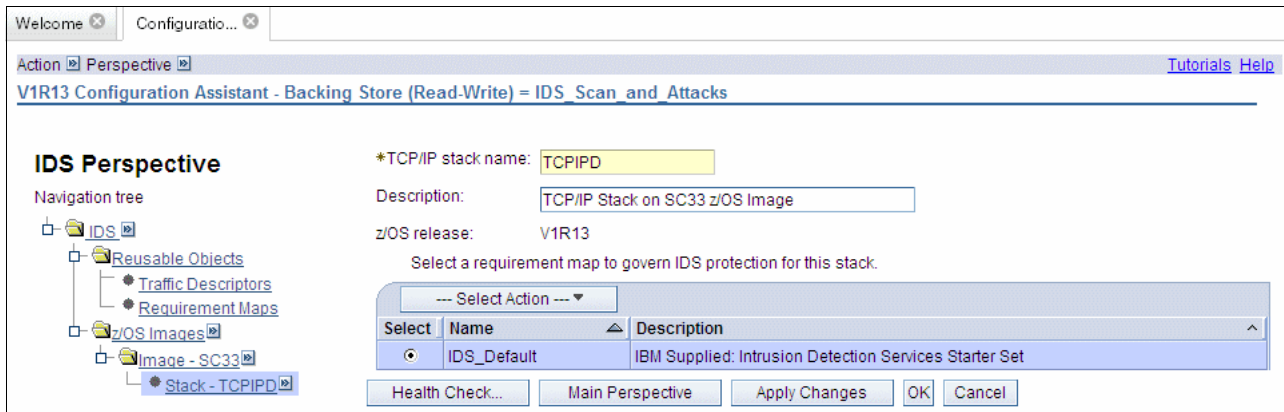 Welcome
Configuratio...
Action Perspective
Tutorials Help
V1R13 Configuration Assistant - Backing Store (Read-Write) = IDS_Scan_and_Attacks
IDS Perspective
Navigation tree
IDS
Reusable Objects
Traffic Descriptors
Requirement Maps
z/OS Images
Image - SC33
Stack - TCPIPD
*TCP/IP stack name: TCPIPD
Description: TCP/IP Stack on SC33 z/OS Image
z/OS release: V1R13
Select a requirement map to govern IDS protection for this stack.
--- Select Action ---
Select Name Description
IDS_Default IBM Supplied: Intrusion Detection Services Starter Set
Health Check... Main Perspective Apply Changes OK Cancel